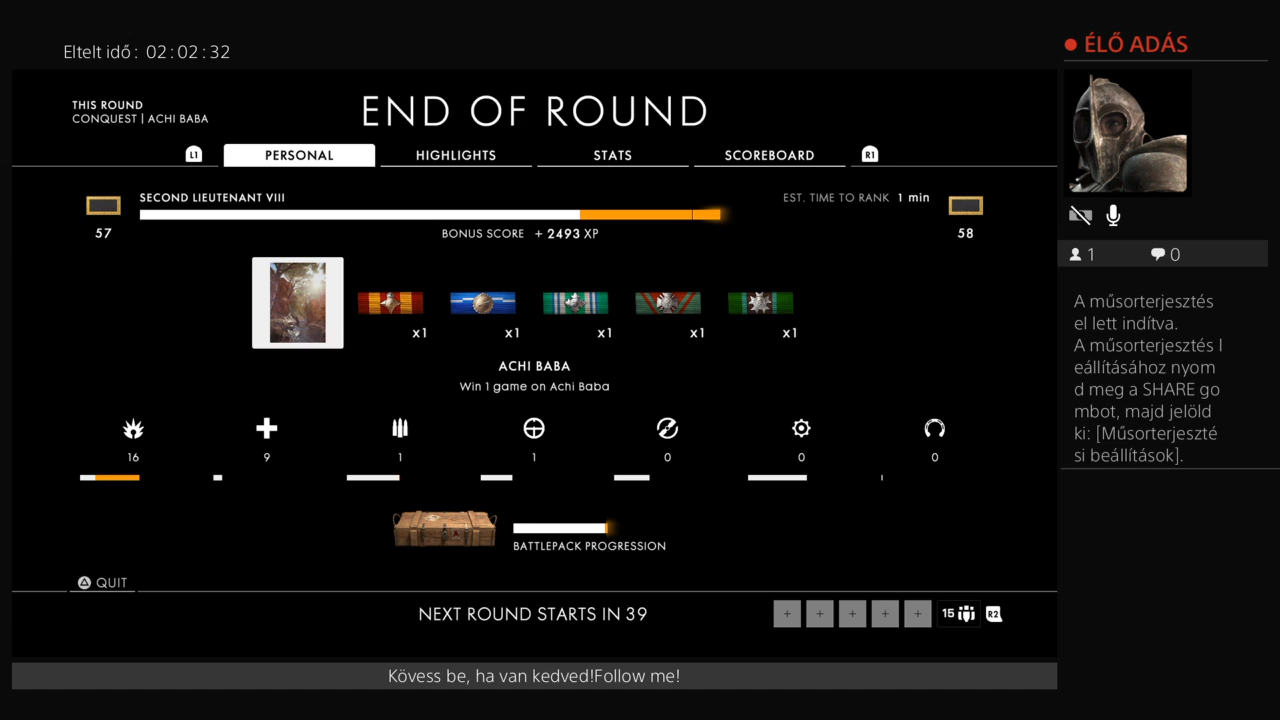 Eltelt idő : 02:02:32
● ÉLŐ ADÁS
THIS ROUND
CONQUEST | ACHI BABA
END OF ROUND
L1 PERSONAL HIGHLIGHTS STATS SCOREBOARD R1
SECOND LIEUTENANT VIII
EST. TIME TO RANK 1 min
57
BONUS SCORE + 2493 XP
58
1 0
x1 x1 x1 x1 x1
ACHI BABA
Win 1 game on Achi Baba
16 9 1 1 0 0 0
BATTLEPACK PROGRESSION
QUIT
NEXT ROUND STARTS IN 39
+ + + + + 15 R2
A műsorterjesztés
el lett indítva.
A műsorterjesztés l
eállításához nyom
d meg a SHARE go
mbot, majd jelöld
ki: [Műsorterjeszté
si beállítások].
Kövess be, ha van kedved!Follow me!